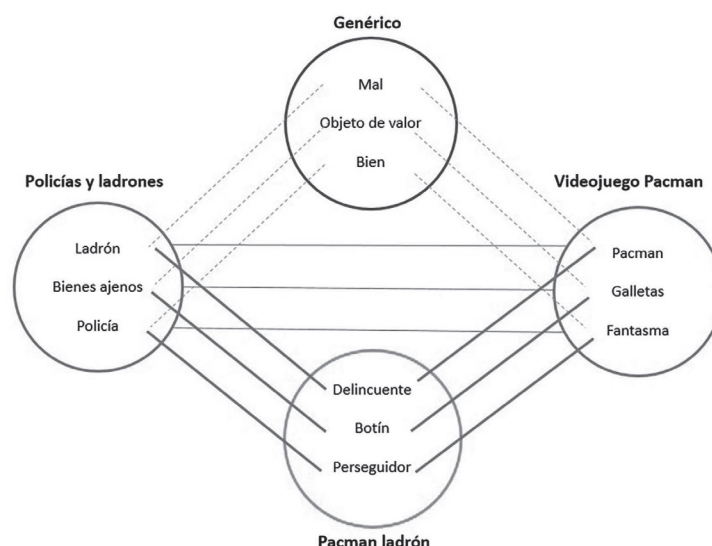 Genérico
Mal
Objeto de valor
Bien
Policías y ladrones
Ladrón
Bienes ajenos
Policía
Videojuego Pacman
Pacman
Galletas
Fantasma
Delincuente
Botín
Perseguidor
Pacman ladrón